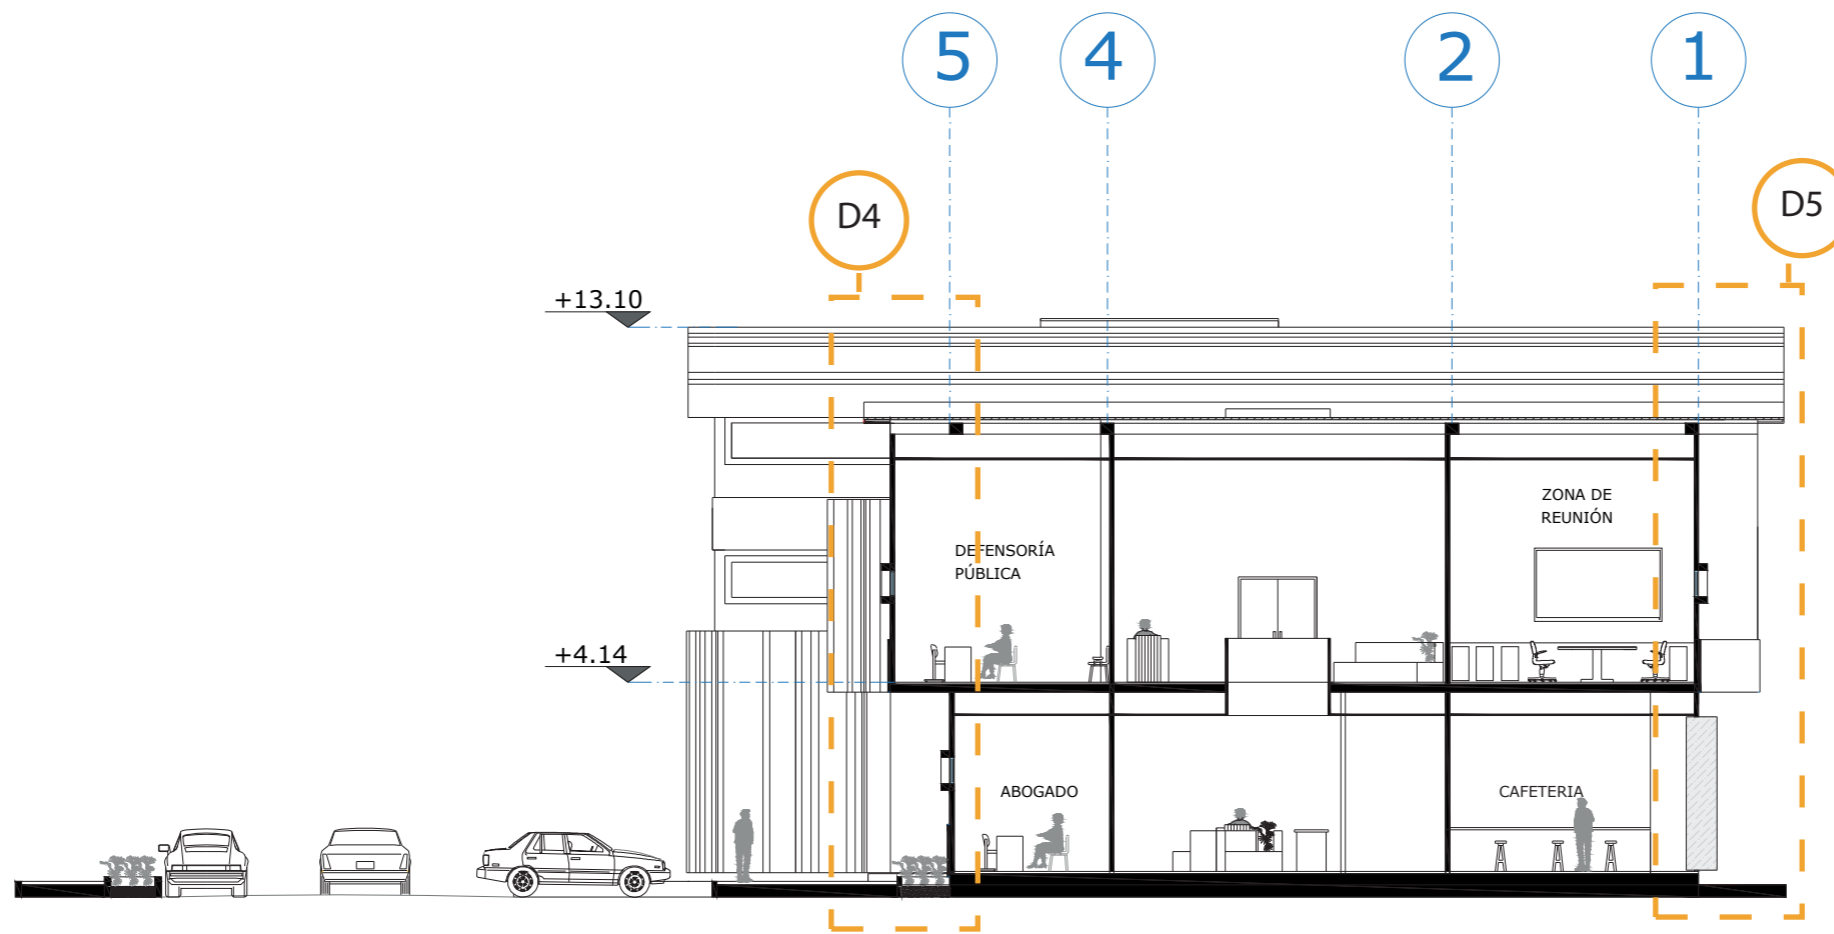 5 4 2 1
D4
D5
+13.10
ZONA DE
REUNIÓN
DEFENSORÍA
PÚBLICA
+4.14
ABOGADO
CAFETERIA